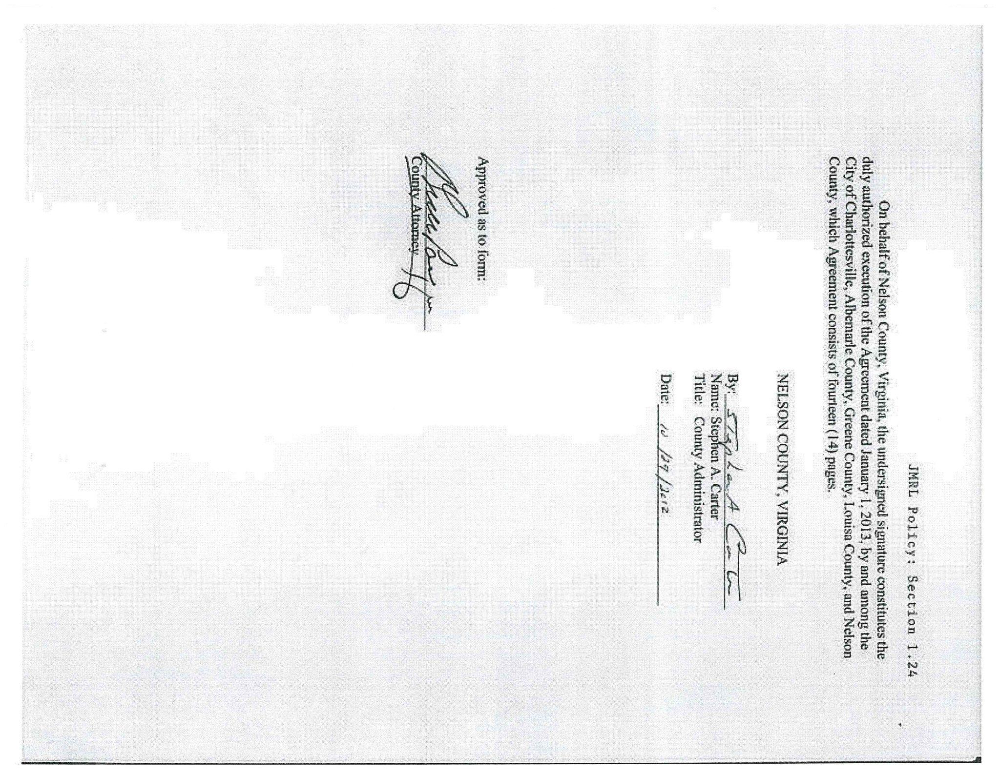 JMRL Policy: Section 1.24
On behalf of Nelson County, Virginia, the undersigned signature constitutes the
duly authorized execution of the Agreement dated January 1, 2013, by and among the
City of Charlottesville, Albemarle County, Greene County, Louisa County, and Nelson
County, which Agreement consists of fourteen (14) pages.
NELSON COUNTY, VIRGINIA
By: Stephen A Carter
Name: Stephen A. Carter
Title: County Administrator
Date: 10/29/2012
Approved as to form:
County Attorney